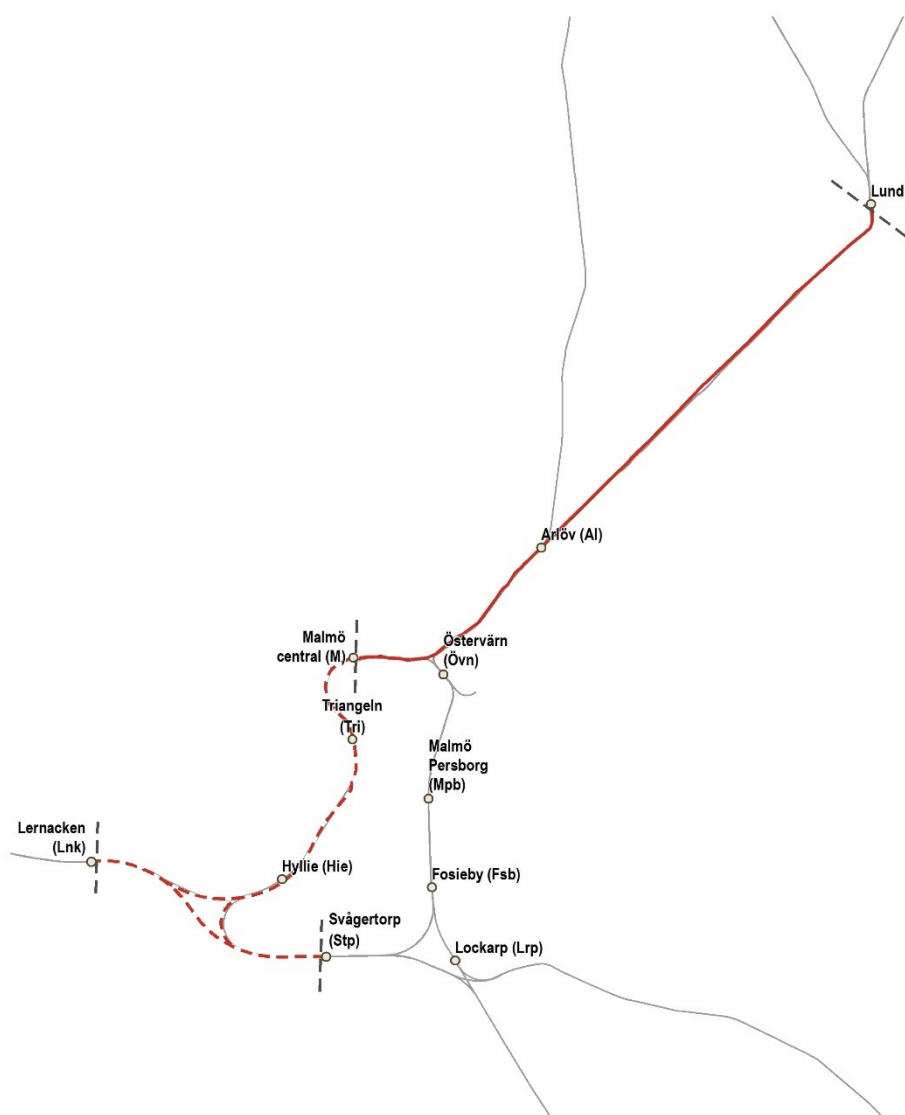 Lund
Arlöv (Al)
Malmö
central (M)
Östervärn
(Övn)
Triangeln
(Tri)
Malmö
Persborg
(Mpb)
Lernacken
(Lnk)
Hyllie (Hie)
Fosieby (Fsb)
Svågertorp
(Stp)
Lockarp (Lrp)